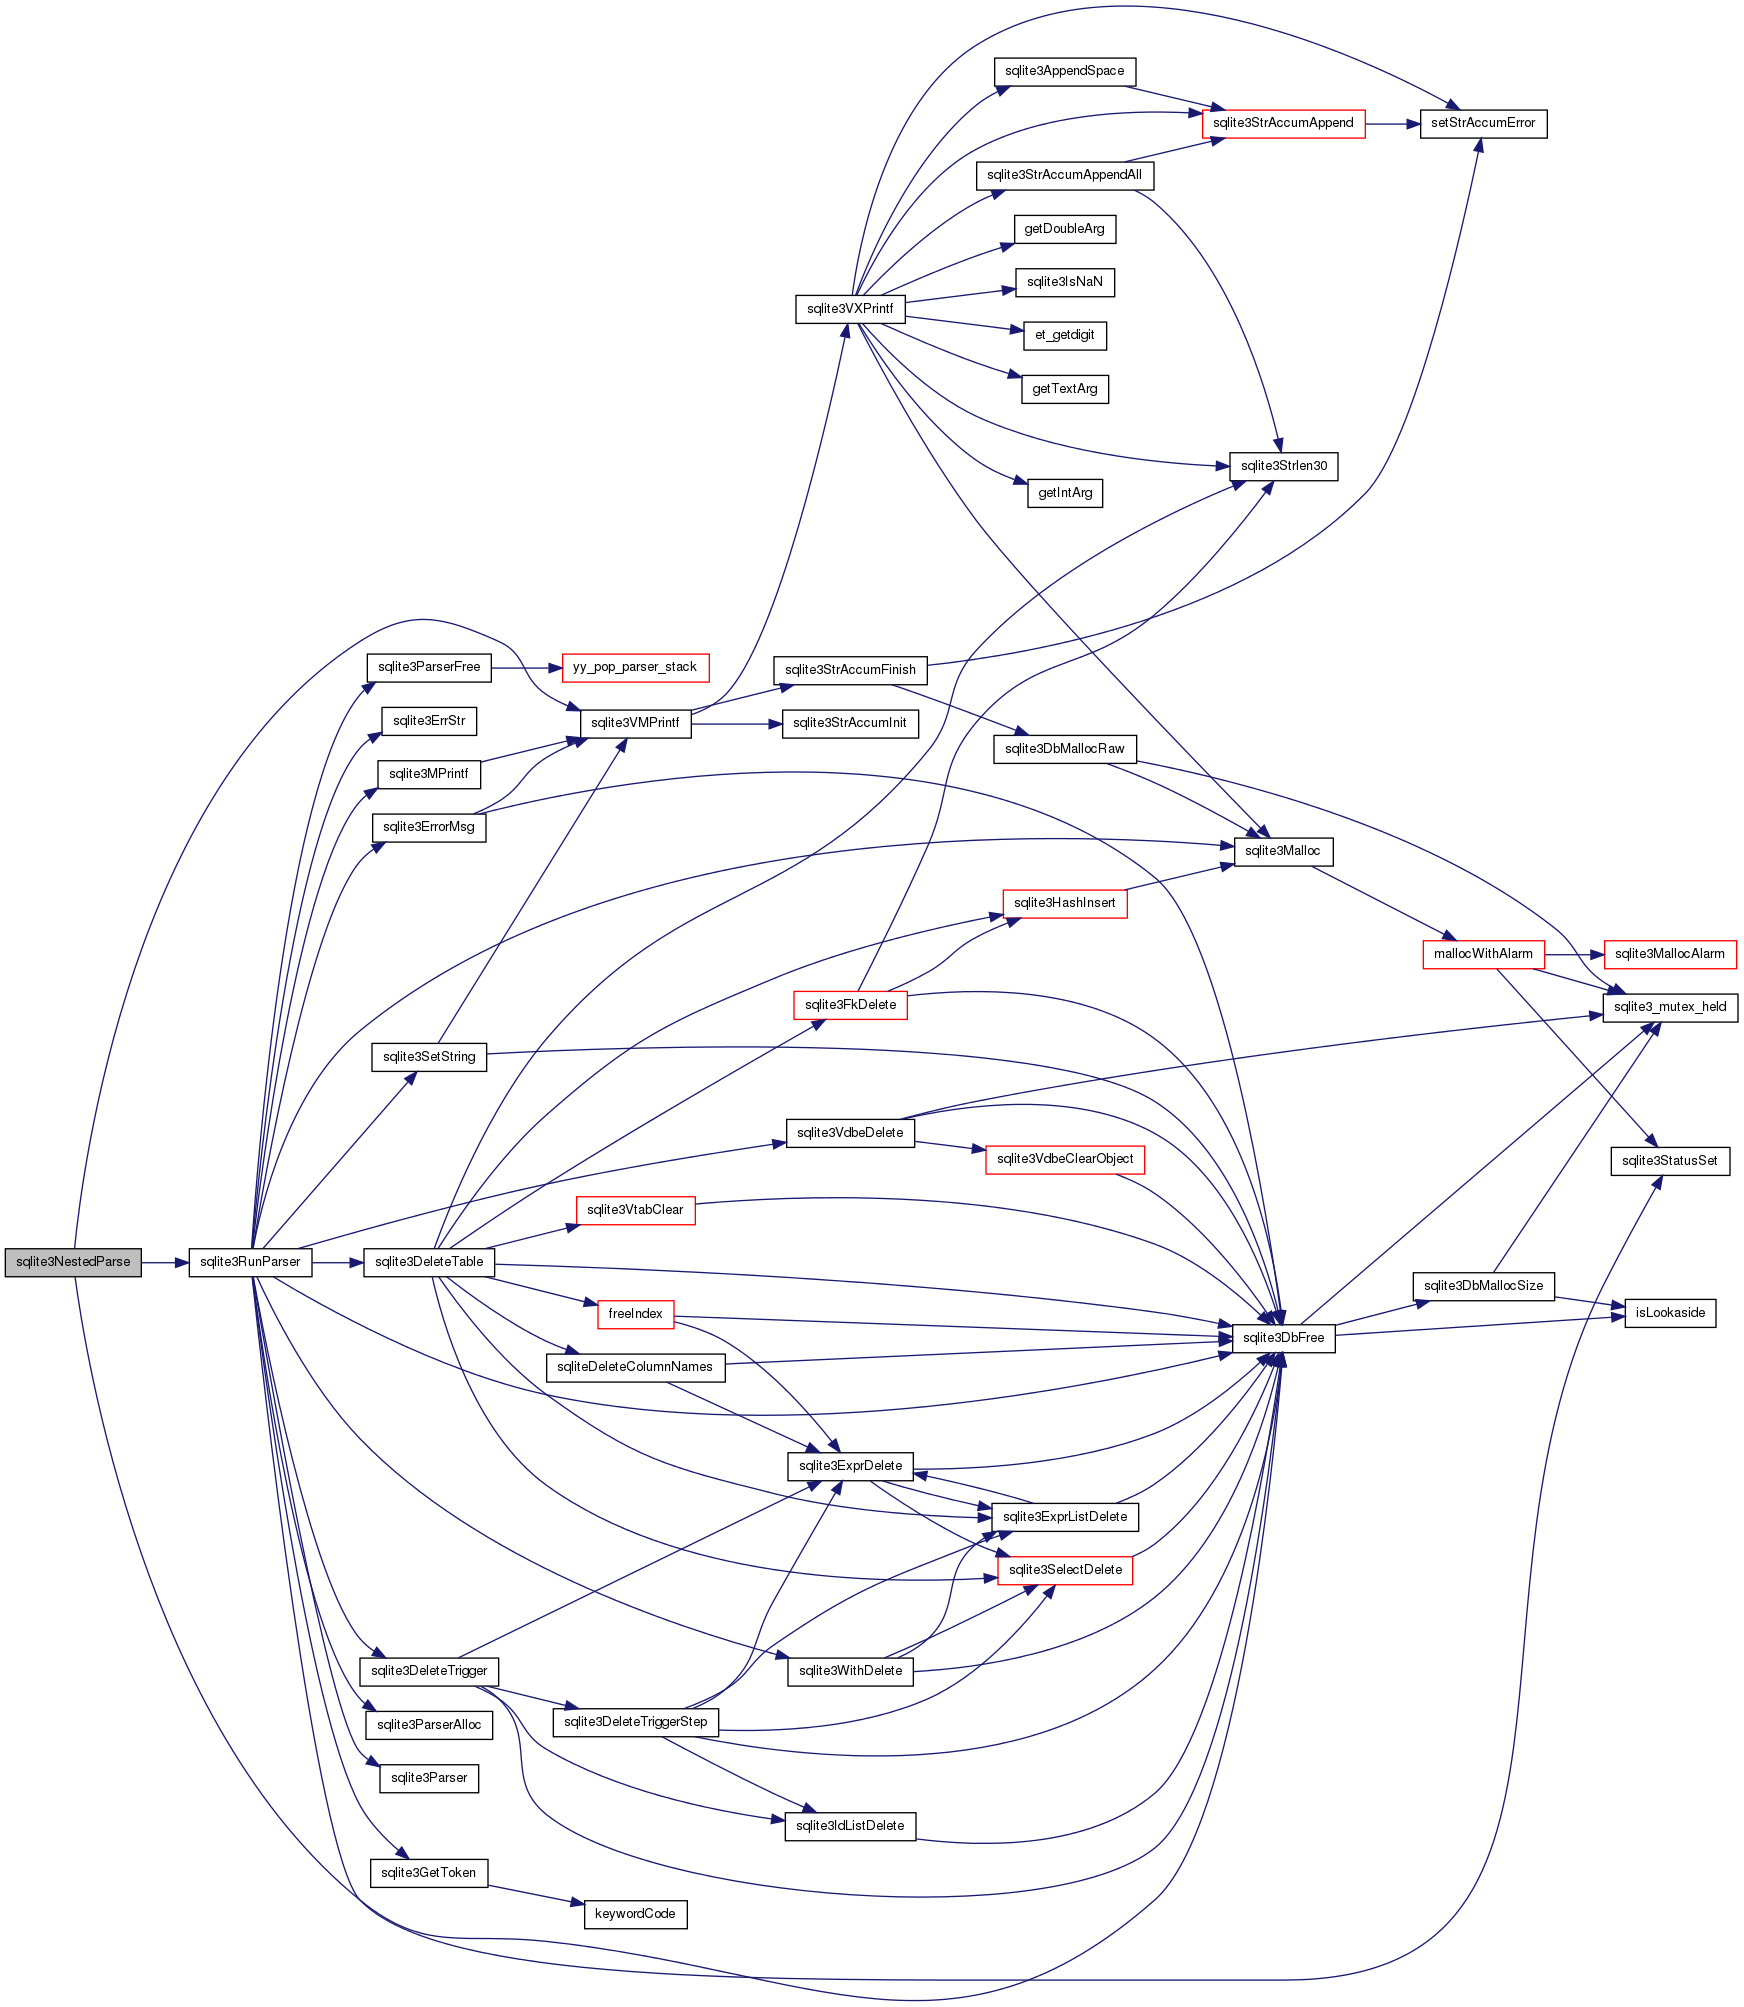 sqlite3AppendSpace
sqlite3StrAccumAppend
setStrAccumError
sqlite3StrAccumAppendAll
getDoubleArg
sqlite3IsNaN
sqlite3VXPrintf
et_getdigit
getTextArg
sqlite3Strlen30
getIntArg
sqlite3ParserFree
yy_pop_parser_stack
sqlite3StrAccumFinish
sqlite3ErrStr
sqlite3VMPrintf
sqlite3StrAccumInit
sqlite3DbMallocRaw
sqlite3MPrintf
sqlite3ErrorMsg
sqlite3Malloc
sqlite3HashInsert
mallocWithAlarm
sqlite3MallocAlarm
sqlite3FkDelete
sqlite3_mutex_held
sqlite3SetString
sqlite3VdbeDelete
sqlite3VdbeClearObject
sqlite3StatusSet
sqlite3VtabClear
sqlite3NestedParse
sqlite3RunParser
sqlite3DeleteTable
sqlite3DbMallocSize
freeIndex
isLookaside
sqlite3DbFree
sqliteDeleteColumnNames
sqlite3ExprDelete
sqlite3ExprListDelete
sqlite3SelectDelete
sqlite3DeleteTrigger
sqlite3WithDelete
sqlite3ParserAlloc
sqlite3DeleteTriggerStep
sqlite3Parser
sqlite3IdListDelete
sqlite3GetToken
keywordCode